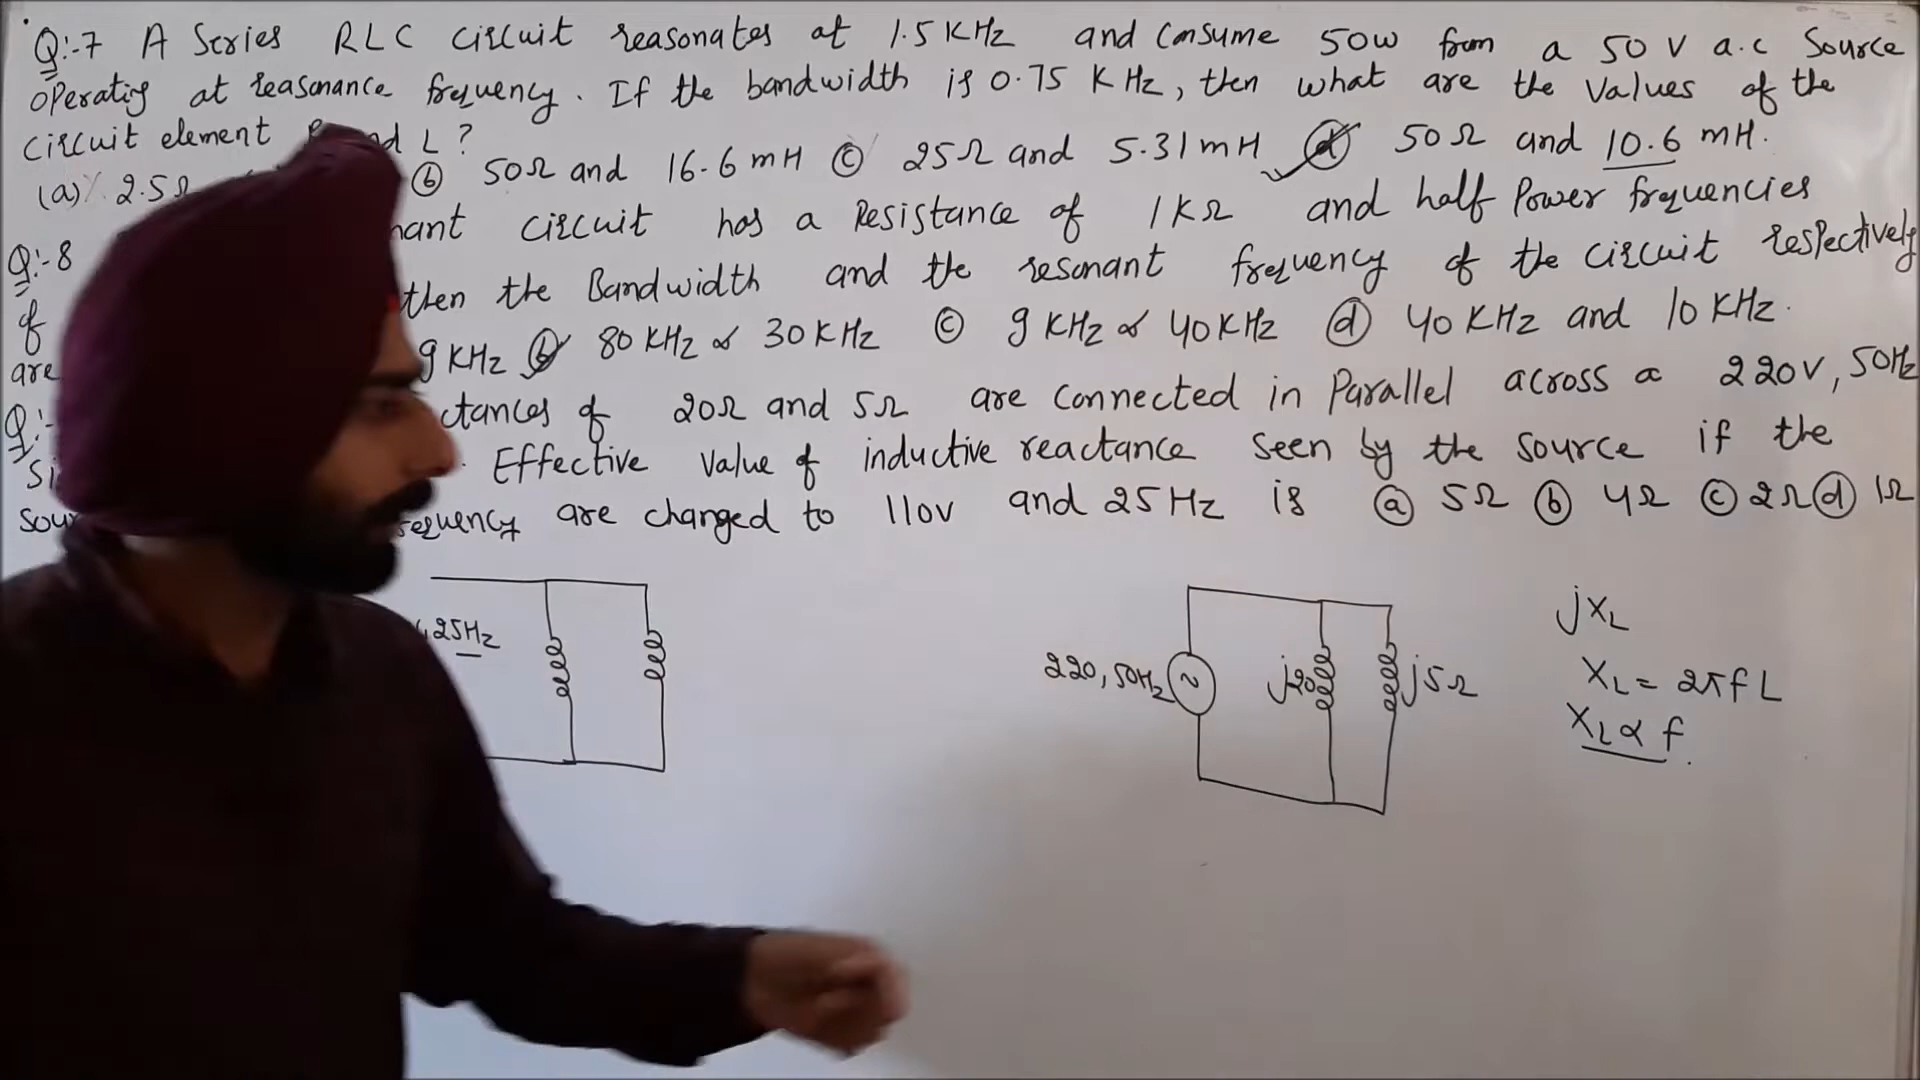 Q:-7 A Series RLC circuit reasonates at 1.5 KHz and Consume 50w from a 50 V a.c Source
operating at reasonance frequency. If the bandwidth is 0.75 KHz, then what are the values of the
circuit element L?
(a) 2.5Ω (b) 50Ω and 16.6 mH (c) 25Ω and 5.31 mH (d) 50Ω and 10.6 mH.
Q:-8 circuit has a Resistance of 1KΩ and half Power frequencies
of then the Bandwidth and the resonant frequency of the circuit respectively
are 9 KHz (b) 80 KHz & 30 KHz (c) 9 KHz & 40 KHz (d) 40 KHz and 10 KHz.
Q:- of 20Ω and 5Ω are connected in Parallel across a 220V, 50Hz
Effective value of inductive reactance seen by the source if the
are changed to 110V and 25 Hz is (a) 5Ω (b) 4Ω (c) 2Ω (d) 1Ω
25Hz
220, 50Hz
~
j20
j5Ω
jXL
XL = 2πfL
XL ∝ f.